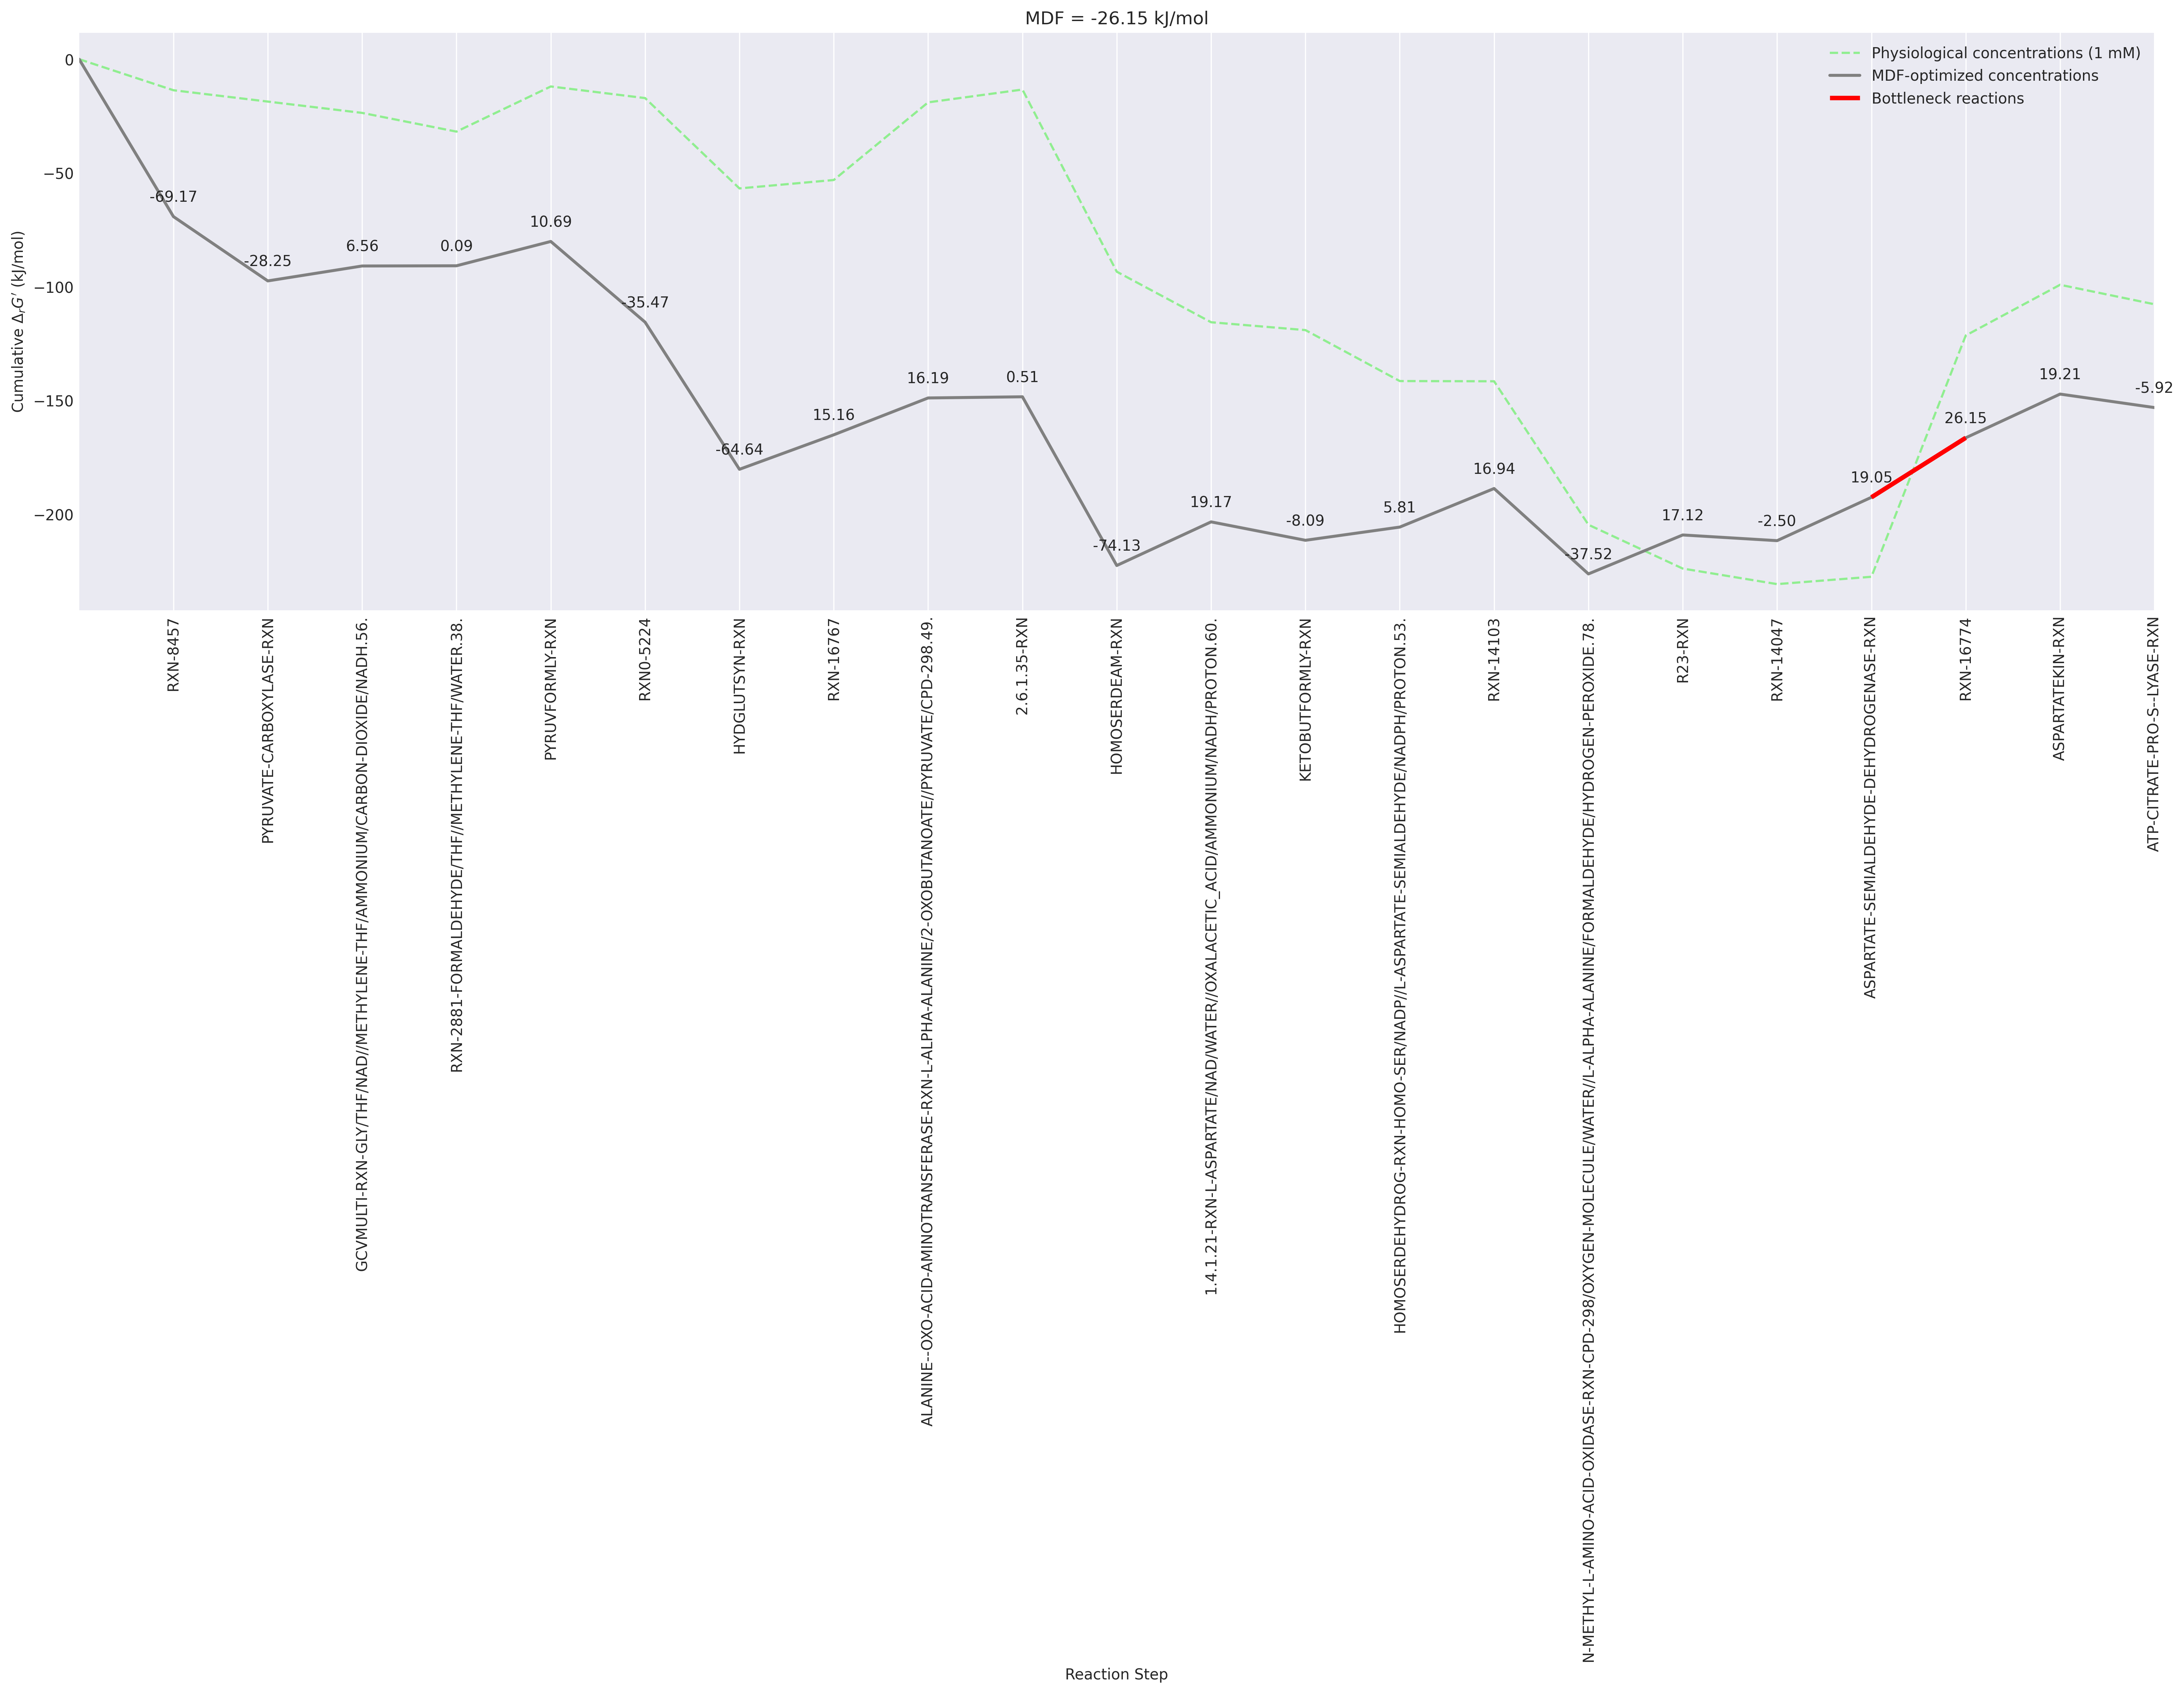 MDF = -26.15 kJ/mol
Physiological concentrations (1 mM)
MDF-optimized concentrations
Bottleneck reactions
Cumulative ΔrG′ (kJ/mol)
0
−50
−100
−150
−200
-69.17
-28.25
6.56
0.09
10.69
-35.47
-64.64
15.16
16.19
0.51
-74.13
19.17
-8.09
5.81
16.94
-37.52
17.12
-2.50
19.05
26.15
19.21
-5.92
RXN-8457
PYRUVATE-CARBOXYLASE-RXN
GCVMULTI-RXN-GLY/THF/NAD//METHYLENE-THF/AMMONIUM/CARBON-DIOXIDE/NADH.56.
RXN-2881-FORMALDEHYDE/THF//METHYLENE-THF/WATER.38.
PYRUVFORMLY-RXN
RXN0-5224
HYDGLUTSYN-RXN
RXN-16767
ALANINE--OXO-ACID-AMINOTRANSFERASE-RXN-L-ALPHA-ALANINE/2-OXOBUTANOATE//PYRUVATE/CPD-298.49.
2.6.1.35-RXN
HOMOSERDEAM-RXN
1.4.1.21-RXN-L-ASPARTATE/NAD/WATER//OXALACETIC_ACID/AMMONIUM/NADH/PROTON.60.
KETOBUTFORMLY-RXN
HOMOSERDEHYDROG-RXN-HOMO-SER/NADP//L-ASPARTATE-SEMIALDEHYDE/NADPH/PROTON.53.
RXN-14103
N-METHYL-L-AMINO-ACID-OXIDASE-RXN-CPD-298/OXYGEN-MOLECULE/WATER//L-ALPHA-ALANINE/FORMALDEHYDE/HYDROGEN-PEROXIDE.78.
R23-RXN
RXN-14047
ASPARTATE-SEMIALDEHYDE-DEHYDROGENASE-RXN
RXN-16774
ASPARTATEKIN-RXN
ATP-CITRATE-PRO-S--LYASE-RXN
Reaction Step